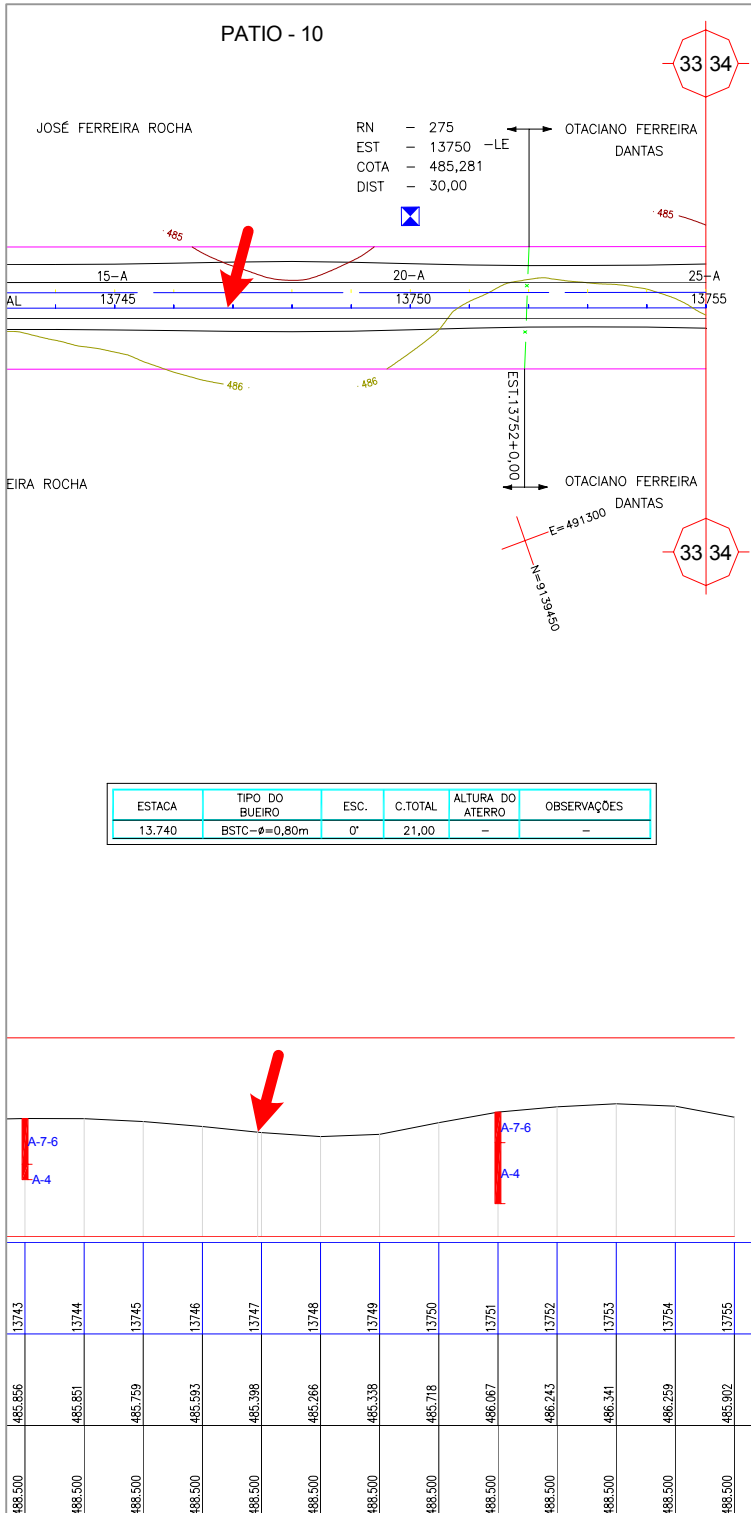 PATIO - 10
33 34
JOSÉ FERREIRA ROCHA
RN - 275
EST - 13750 -LE
COTA - 485,281
DIST - 30,00
OTACIANO FERREIRA
DANTAS
485
485
15-A
20-A
25-A
AL
13745
13750
13755
486
486
EST.13752+0,00
EIRA ROCHA
OTACIANO FERREIRA
DANTAS
E=491300
N=9139450
33 34
ESTACA TIPO DO BUEIRO ESC. C.TOTAL ALTURA DO ATERRO OBSERVAÇÕES
13.740 BSTC-ø=0,80m 0° 21,00 - -
A-7-6
A-4
A-7-6
A-4
13743 13744 13745 13746 13747 13748 13749 13750 13751 13752 13753 13754 13755
485.856 485.851 485.759 485.593 485.398 485.266 485.338 485.718 486.067 486.243 486.341 486.259 485.902
488.500 488.500 488.500 488.500 488.500 488.500 488.500 488.500 488.500 488.500 488.500 488.500 488.500